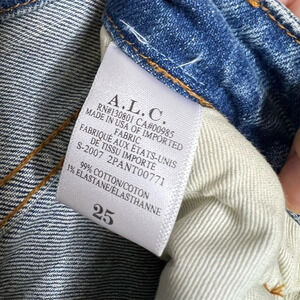 A.L.C.
RN#130801 CA#00985
MADE IN USA OF IMPORTED
FABRIC
FABRIQUÉ AUX ÉTATS-UNIS
DE TISSU IMPORTÉ
S-2007 2PANT00771
99% COTTON/COTON
1% ELASTANE/ELASTHANNE
25